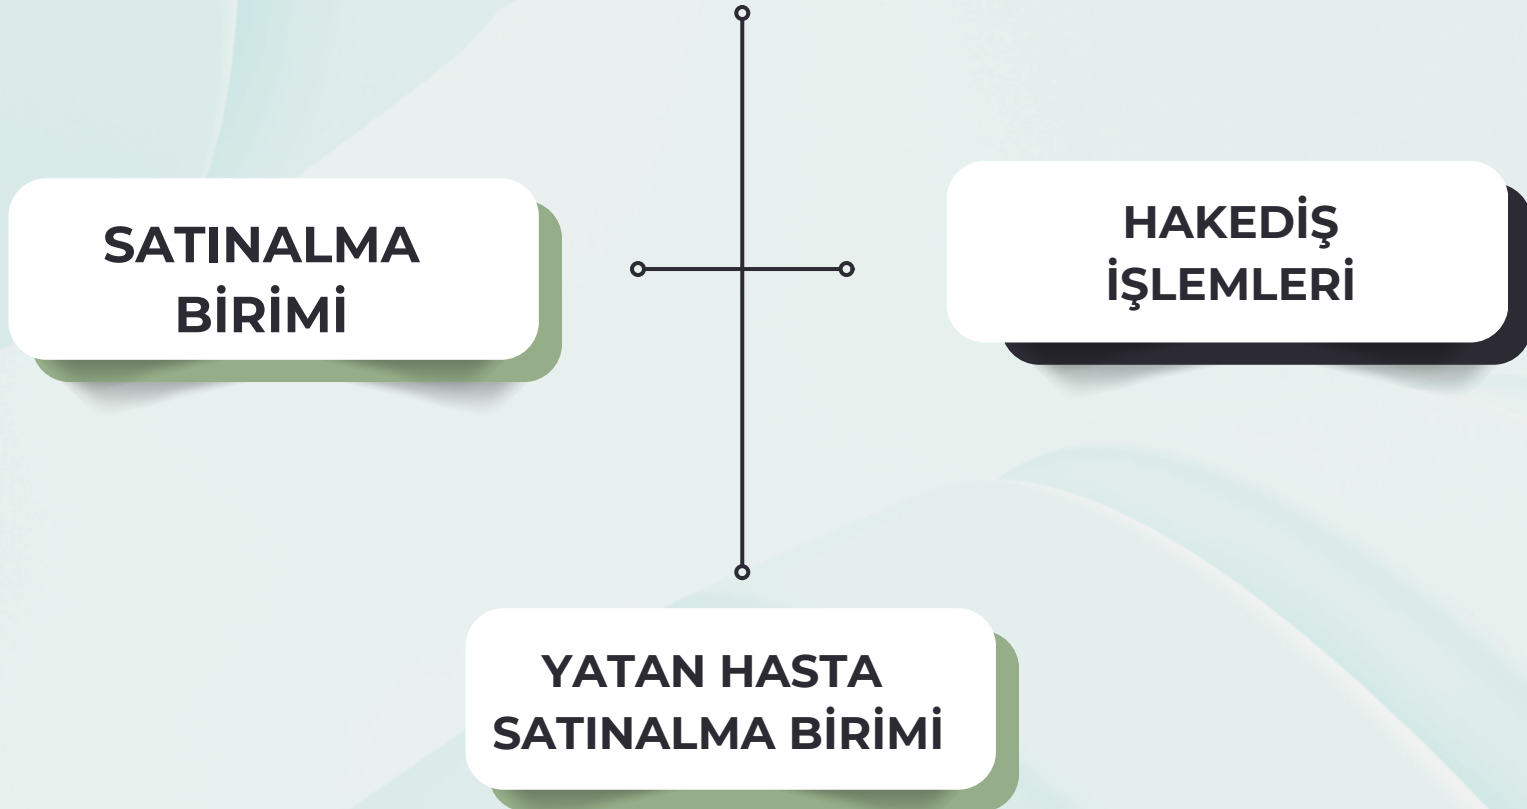 SATINALMA
BİRİMİ
HAKEDİŞ
İŞLEMLERİ
YATAN HASTA
SATINALMA BİRİMİ